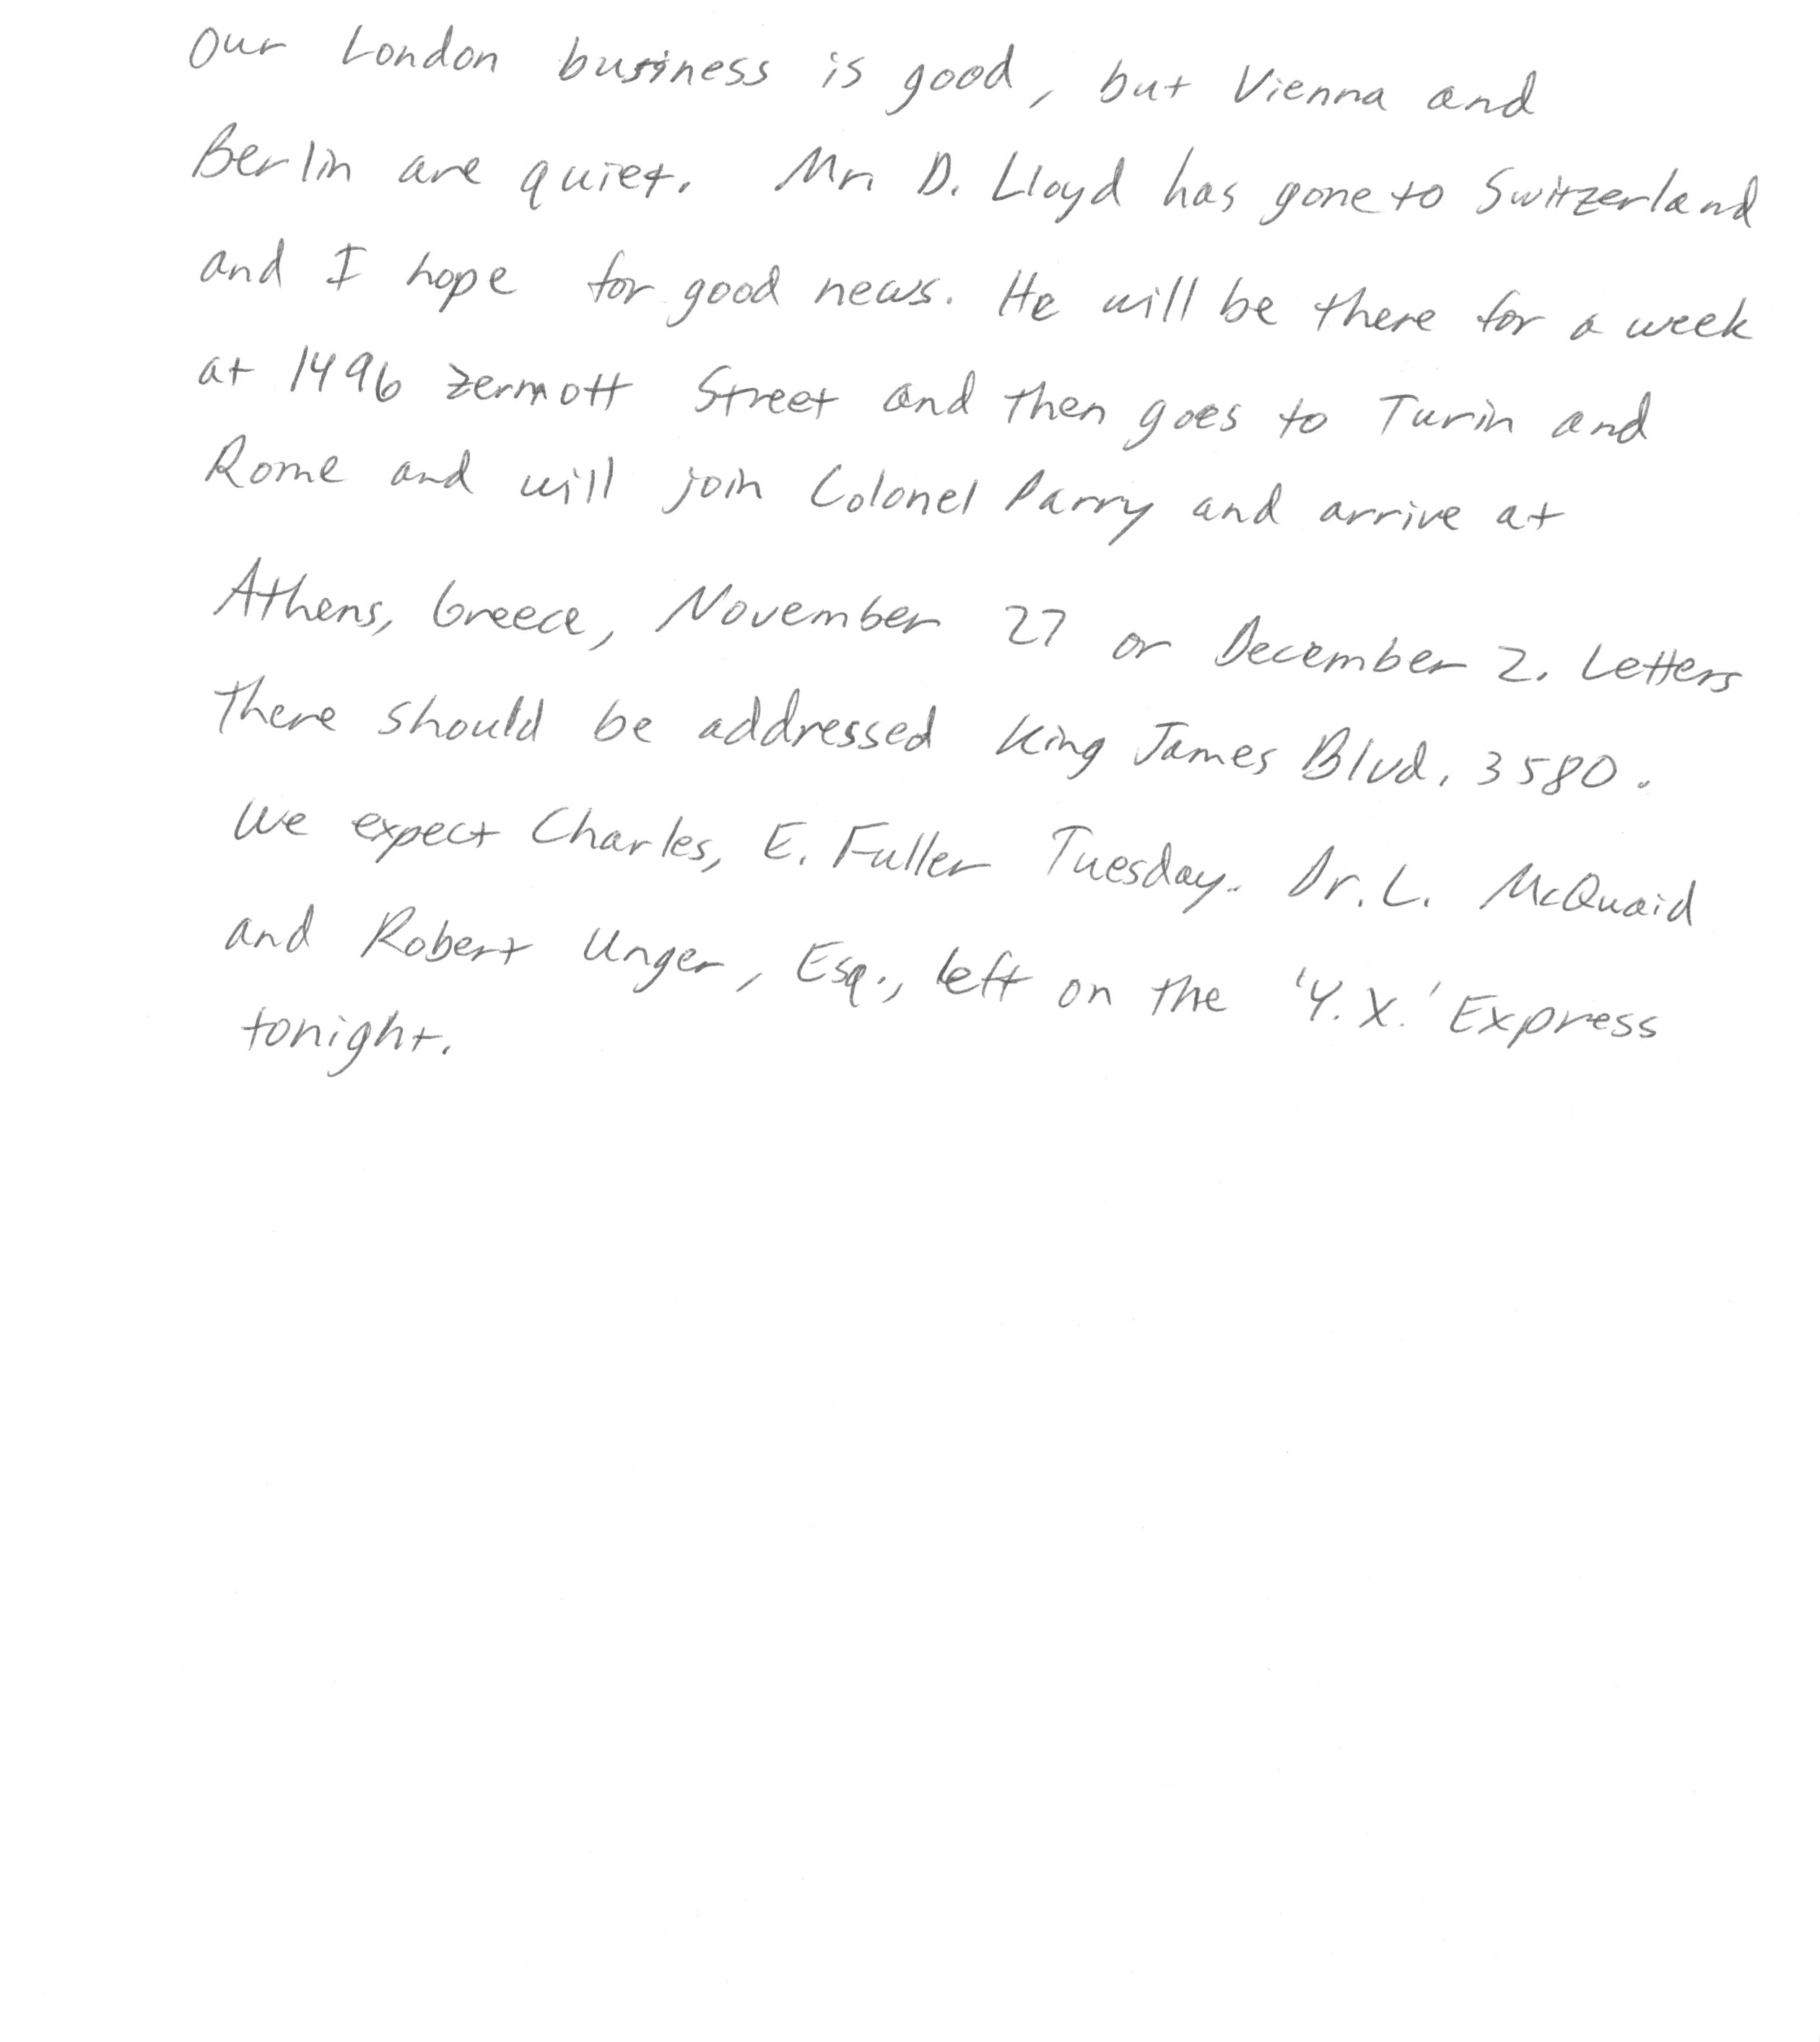 Our London business is good, but Vienna and
Berlin are quiet. Mr. D. Lloyd has gone to Switzerland
and I hope for good news. He will be there for a week
at 1496 Zermott Street and then goes to Turin and
Rome and will join Colonel Parry and arrive at
Athens, Greece, November 27 or December 2. Letters
there should be addressed King James Blvd. 3580.
We expect Charles, E. Fuller Tuesday. Dr. L. McQuaid
and Robert Unger, Esq., left on the 'Y.X.' Express
tonight.